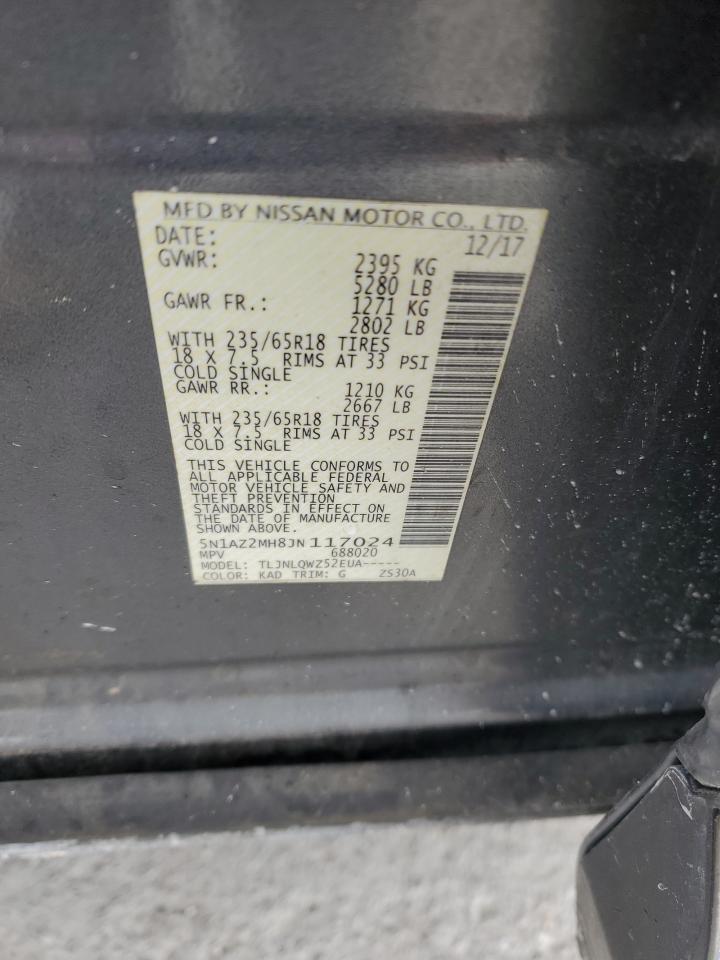 MFD BY NISSAN MOTOR CO., LTD.
DATE: 12/17
GVWR: 2395 KG
5280 LB
GAWR FR.: 1271 KG
2802 LB
WITH 235/65R18 TIRES
18 X 7.5 RIMS AT 33 PSI
COLD SINGLE
GAWR RR.: 1210 KG
2667 LB
WITH 235/65R18 TIRES
18 X 7.5 RIMS AT 33 PSI
COLD SINGLE
THIS VEHICLE CONFORMS TO
ALL APPLICABLE FEDERAL
MOTOR VEHICLE SAFETY AND
THEFT PREVENTION
STANDARDS IN EFFECT ON
THE DATE OF MANUFACTURE
SHOWN ABOVE.
5N1AZ2MH8JN 117024
MPV 688020
MODEL: TLJNLQWZ52EUA-----
COLOR: KAD TRIM: G ZS30A